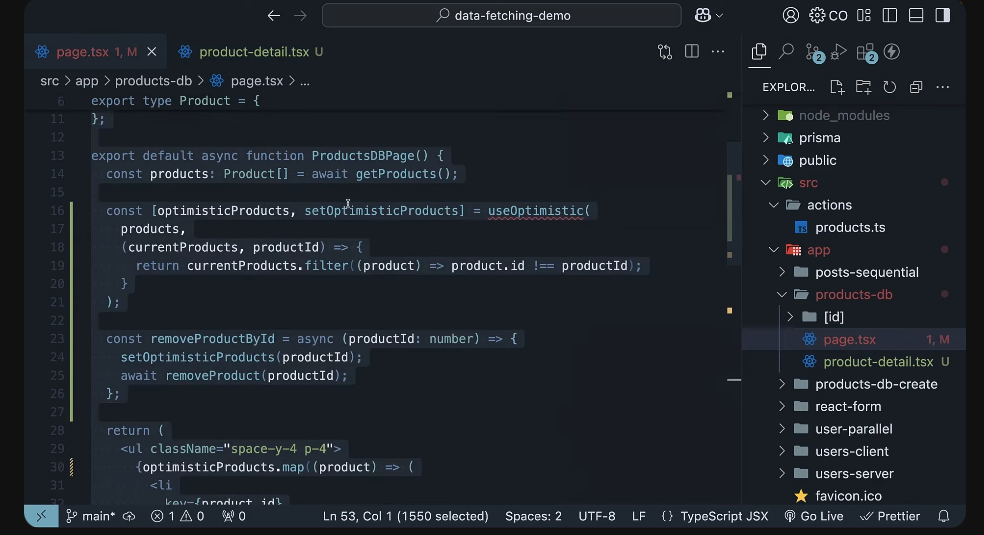 data-fetching-demo
CO
page.tsx 1, M
product-detail.tsx U
2
2
src > app > products-db > page.tsx > ...
EXPLOR...
6 export type Product = {
11 };
12
13 export default async function ProductsDBPage() {
14 const products: Product[] = await getProducts();
15
16 const [optimisticProducts, setOptimisticProducts] = useOptimistic(
17 products,
18 (currentProducts, productId) => {
19 return currentProducts.filter((product) => product.id !== productId);
20 }
21 );
22
23 const removeProductById = async (productId: number) => {
24 setOptimisticProducts(productId);
25 await removeProduct(productId);
26 };
27
28 return (
29 <ul className="space-y-4 p-4">
30 {optimisticProducts.map((product) => (
31 <li
32 key={product.id}
node_modules
prisma
public
src
actions
products.ts
app
posts-sequential
products-db
[id]
page.tsx 1, M
product-detail.tsx U
products-db-create
react-form
user-parallel
users-client
users-server
favicon.ico
main* 1 0 0 Ln 53, Col 1 (1550 selected) Spaces: 2 UTF-8 LF {} TypeScript JSX Go Live Prettier